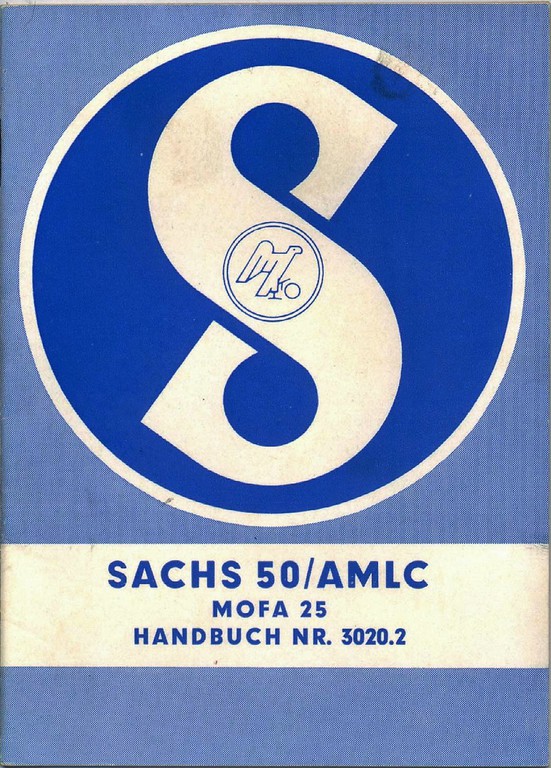 S
SACHS 50/AMLC
MOFA 25
HANDBUCH NR. 3020.2